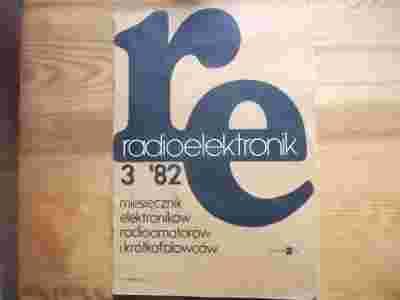 re
radioelektronik
3 '82
miesięcznik
elektroników
radioamatorów
i krótkofalowców